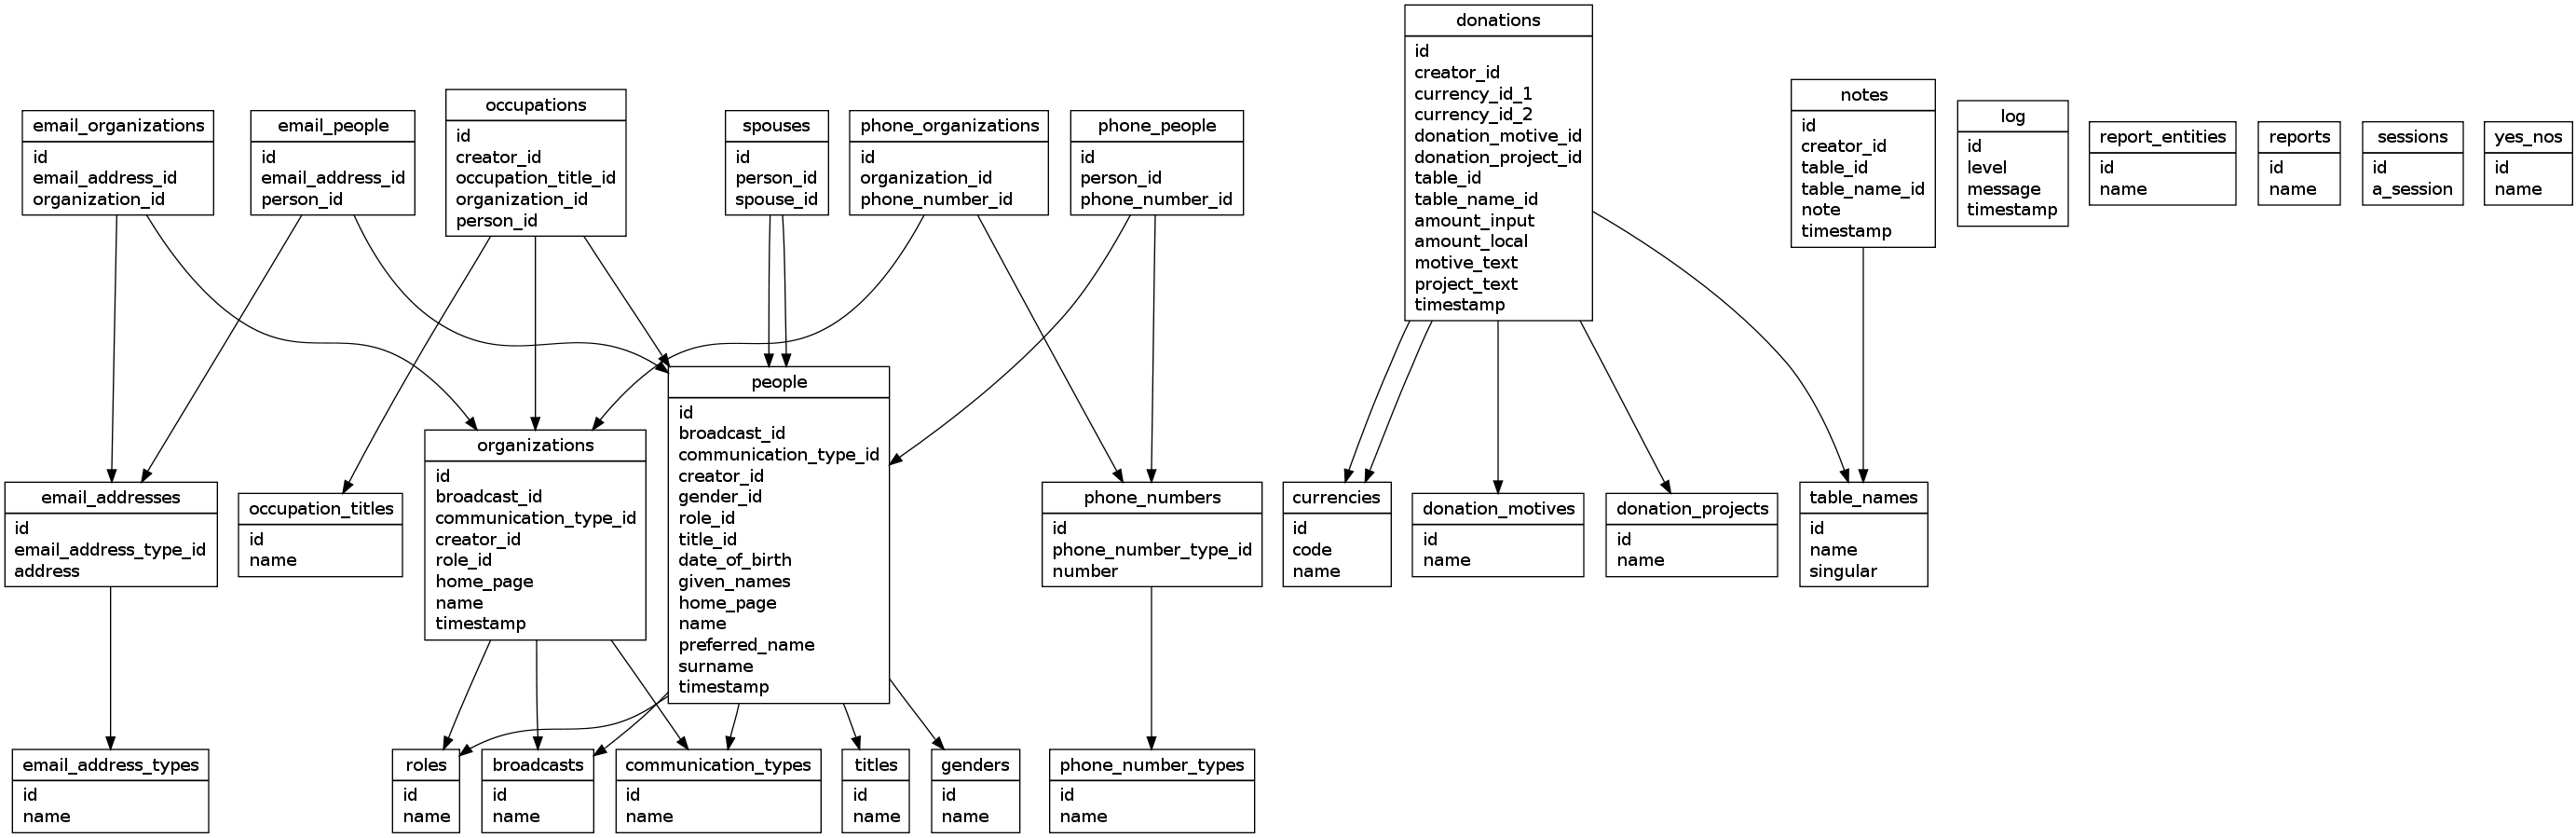 donations
id
creator_id
currency_id_1
currency_id_2
donation_motive_id
donation_project_id
table_id
table_name_id
amount_input
amount_local
motive_text
project_text
timestamp
email_organizations
id
email_address_id
organization_id
email_people
id
email_address_id
person_id
occupations
id
creator_id
occupation_title_id
organization_id
person_id
spouses
id
person_id
spouse_id
phone_organizations
id
organization_id
phone_number_id
phone_people
id
person_id
phone_number_id
notes
id
creator_id
table_id
table_name_id
note
timestamp
log
id
level
message
timestamp
report_entities
id
name
reports
id
name
sessions
id
a_session
yes_nos
id
name
email_addresses
id
email_address_type_id
address
occupation_titles
id
name
organizations
id
broadcast_id
communication_type_id
creator_id
role_id
home_page
name
timestamp
people
id
broadcast_id
communication_type_id
creator_id
gender_id
role_id
title_id
date_of_birth
given_names
home_page
name
preferred_name
surname
timestamp
phone_numbers
id
phone_number_type_id
number
currencies
id
code
name
donation_motives
id
name
donation_projects
id
name
table_names
id
name
singular
email_address_types
id
name
roles
id
name
broadcasts
id
name
communication_types
id
name
titles
id
name
genders
id
name
phone_number_types
id
name